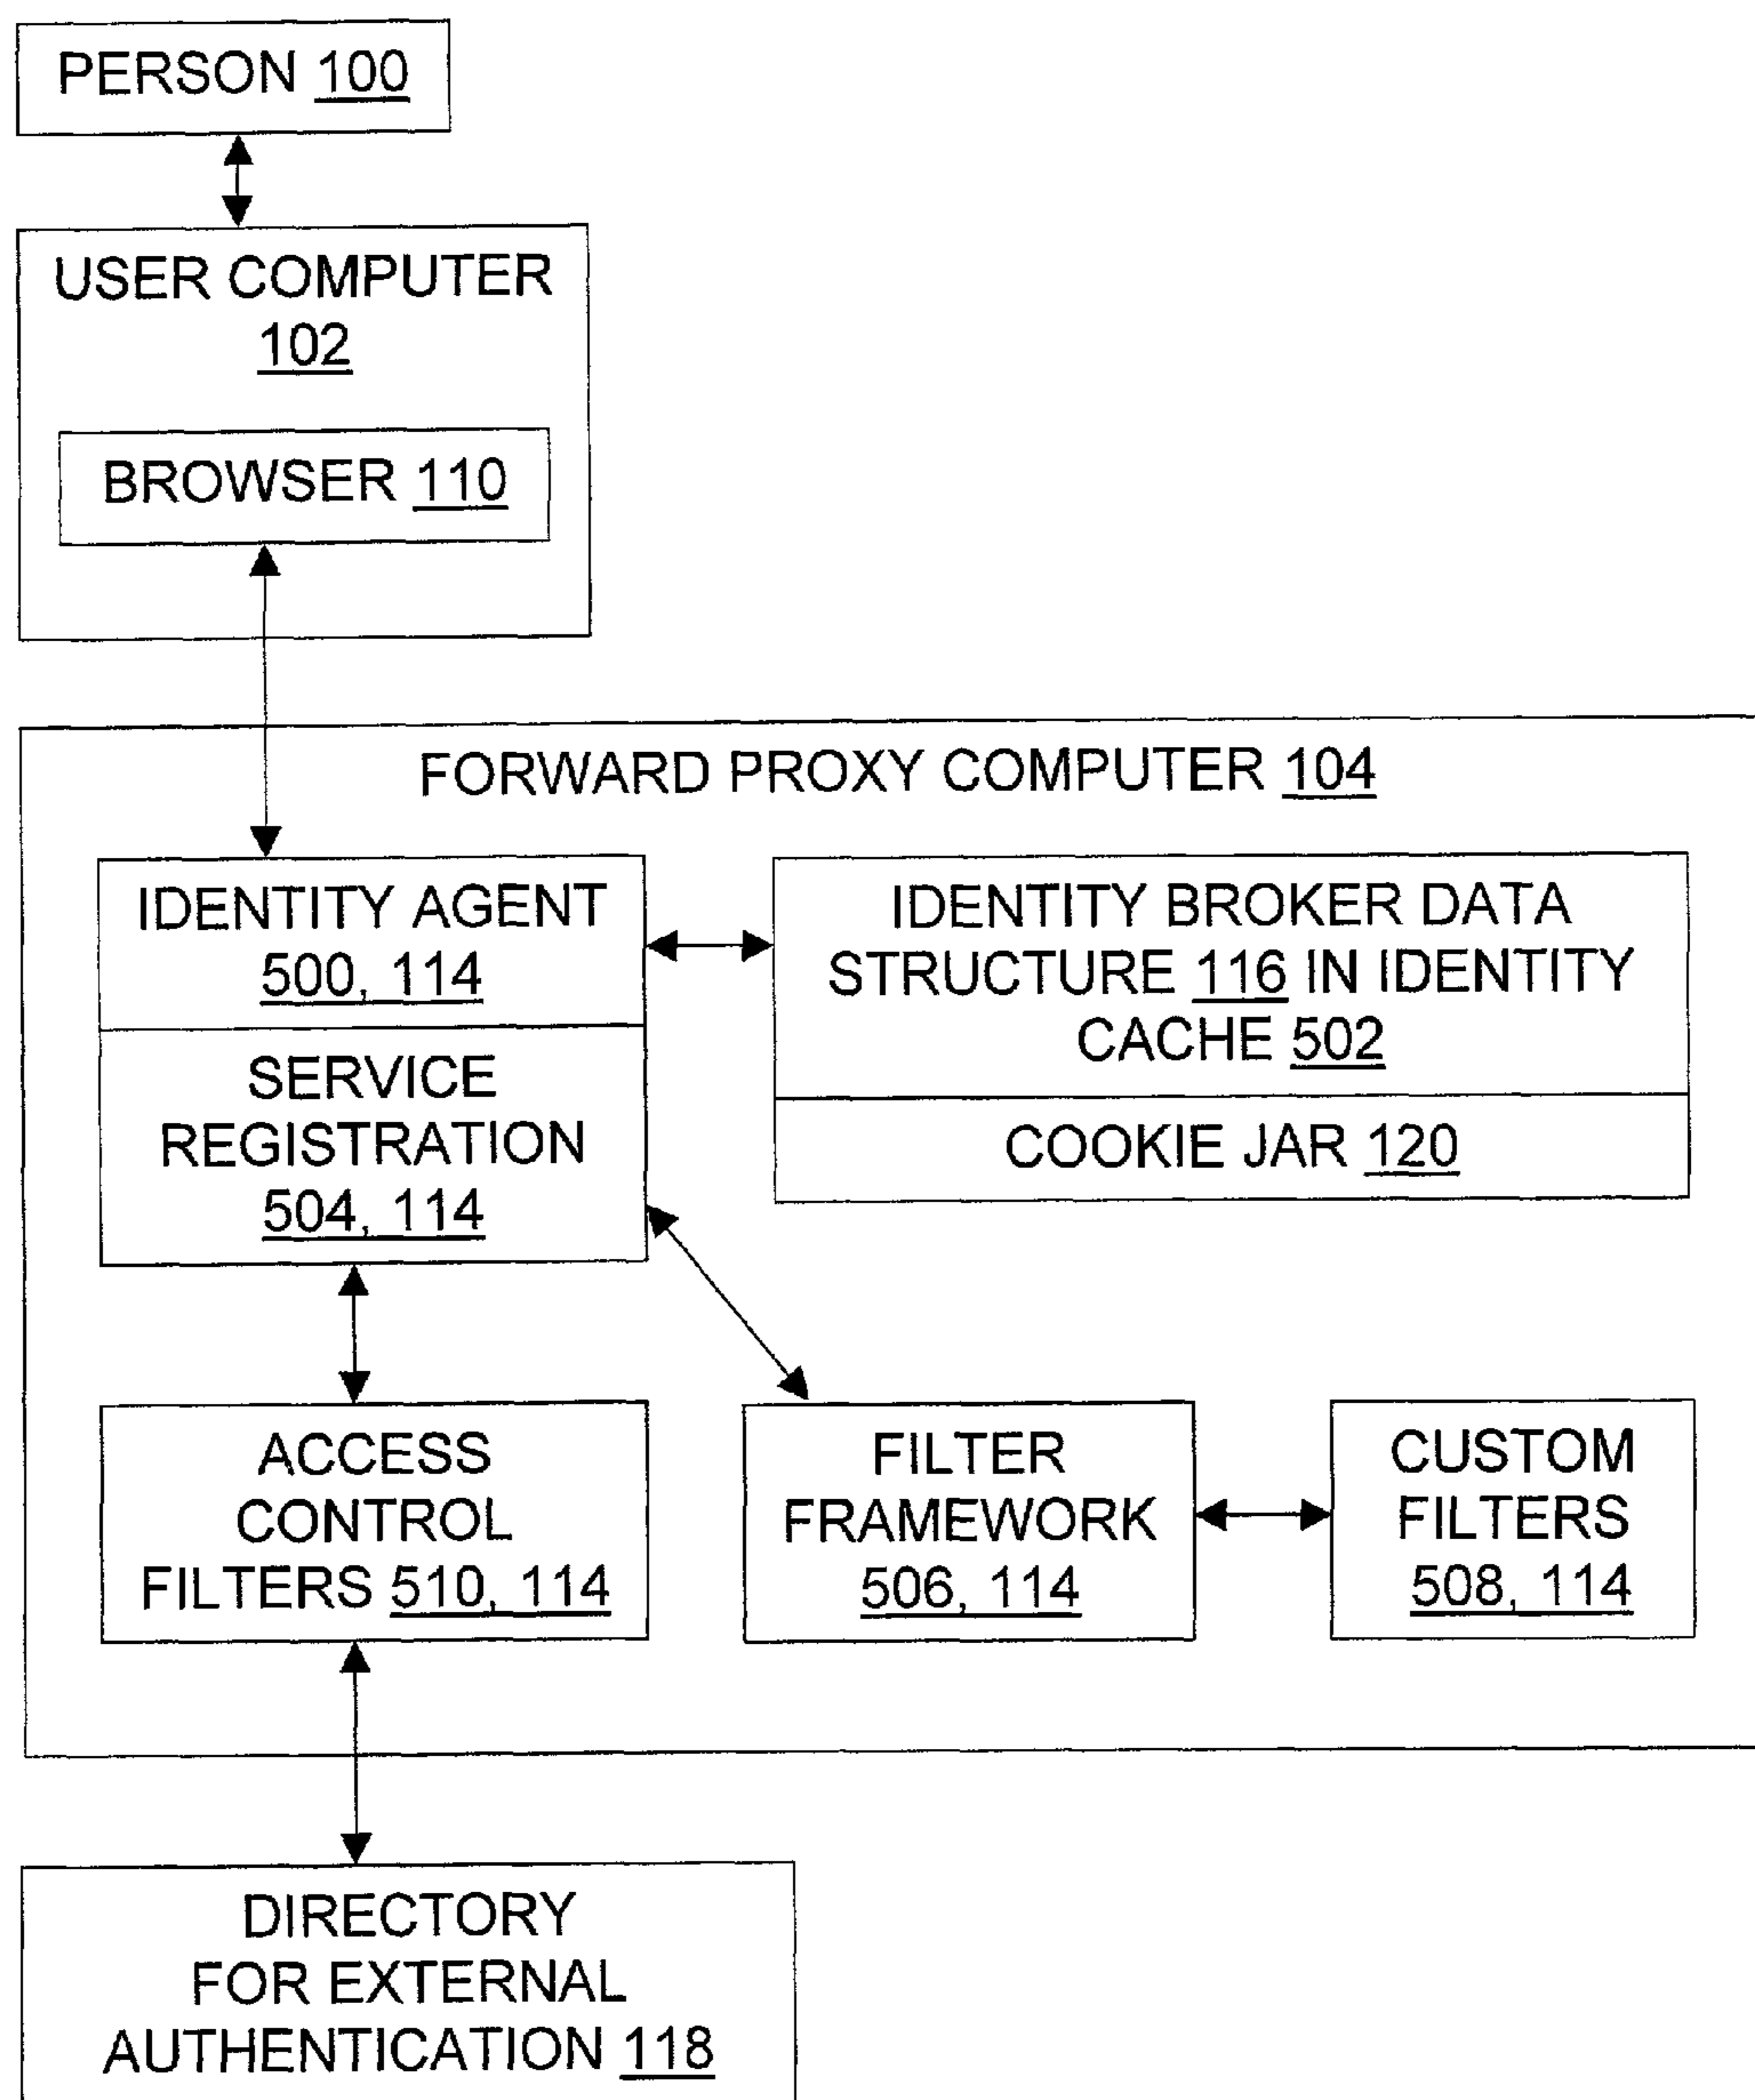 PERSON 100
USER COMPUTER
102
BROWSER 110
FORWARD PROXY COMPUTER 104
IDENTITY AGENT
500, 114
IDENTITY BROKER DATA
STRUCTURE 116 IN IDENTITY
CACHE 502
SERVICE
REGISTRATION
504, 114
COOKIE JAR 120
ACCESS
CONTROL
FILTERS 510, 114
FILTER
FRAMEWORK
506, 114
CUSTOM
FILTERS
508, 114
DIRECTORY
FOR EXTERNAL
AUTHENTICATION 118